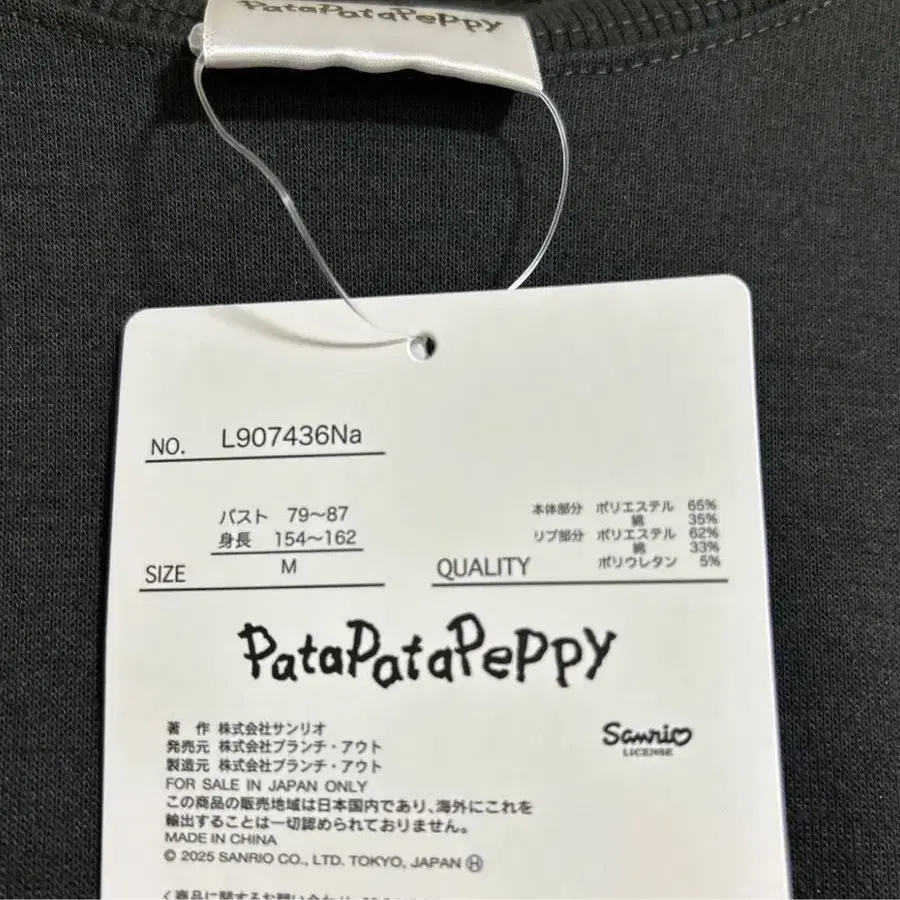 PataPataPeppy
NO. L907436Na
バスト 79〜87
身長 154〜162
SIZE M
本体部分 ポリエステル 65%
綿 35%
リブ部分 ポリエステル 62%
綿 33%
ポリウレタン 5%
QUALITY
PataPataPeppy
著 作 株式会社サンリオ
発売元 株式会社ブランチ・アウト
製造元 株式会社ブランチ・アウト
FOR SALE IN JAPAN ONLY
この商品の販売地域は日本国内であり、海外にこれを
輸出することは一切認められておりません。
MADE IN CHINA
© 2025 SANRIO CO., LTD. TOKYO, JAPAN Ⓗ
Sanrio
LICENSE